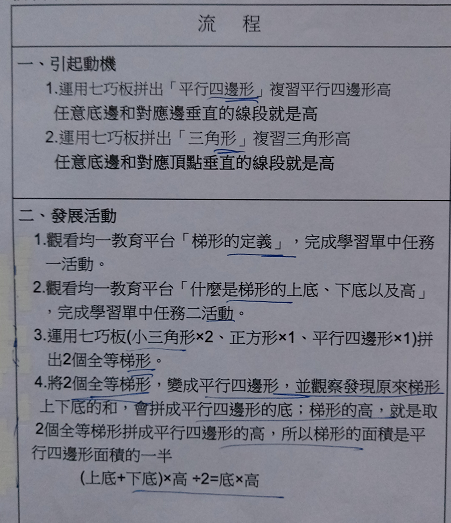 流 程
一、引起動機
1.運用七巧板拼出「平行四邊形」複習平行四邊形高
任意底邊和對應邊垂直的線段就是高
2.運用七巧板拼出「三角形」複習三角形高
任意底邊和對應頂點垂直的線段就是高
二、發展活動
1.觀看均一教育平台「梯形的定義」，完成學習單中任務
一活動。
2.觀看均一教育平台「什麼是梯形的上底、下底以及高」
，完成學習單中任務二活動。
3.運用七巧板(小三角形×2、正方形×1、平行四邊形×1)拼
出2個全等梯形。
4.將2個全等梯形，變成平行四邊形，並觀察發現原來梯形
上下底的和，會拼成平行四邊形的底；梯形的高，就是取
2個全等梯形拼成平行四邊形的高，所以梯形的面積是平
行四邊形面積的一半
(上底+下底)×高÷2=底×高